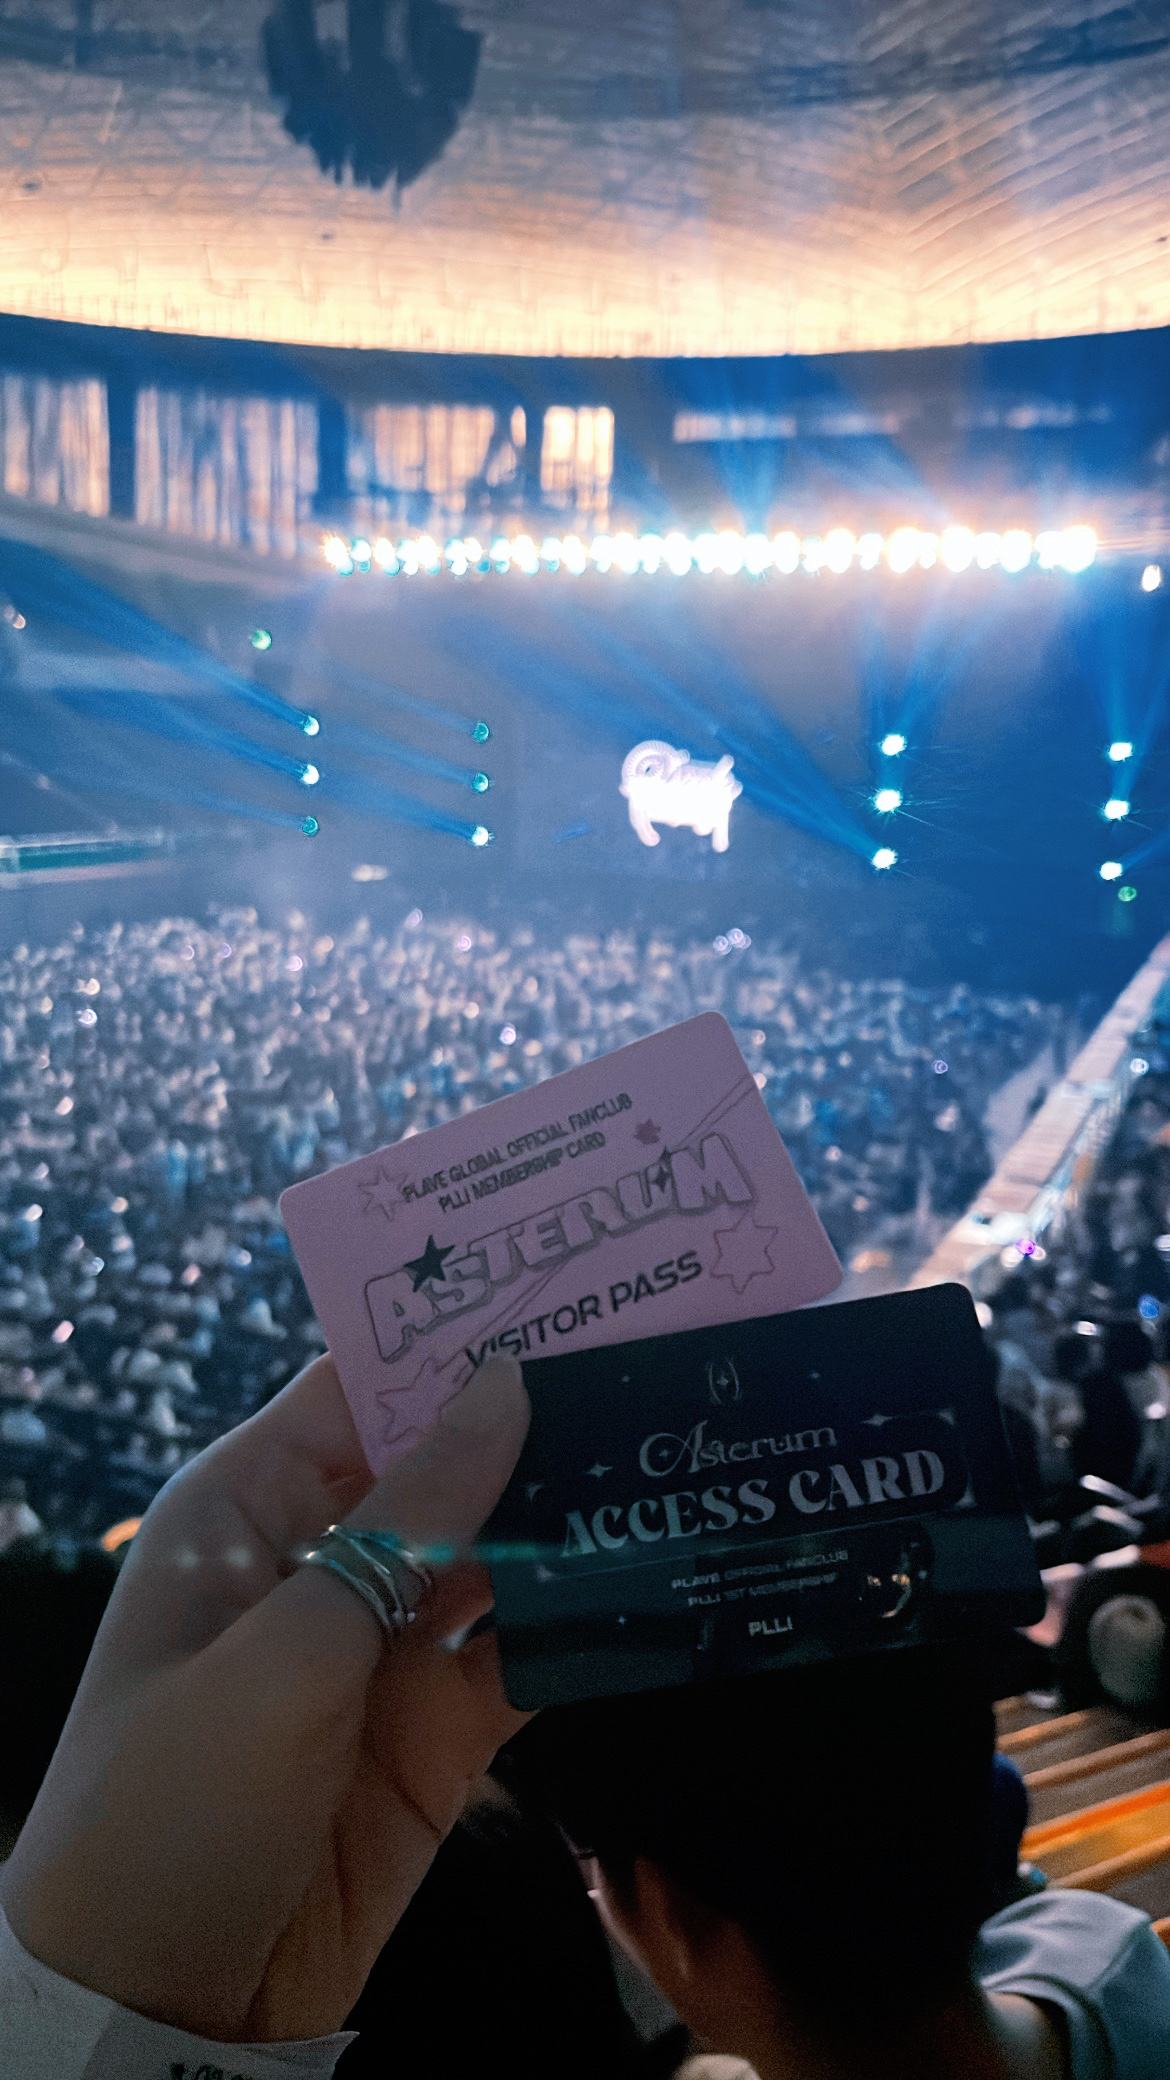 PLAVE GLOBAL OFFICIAL FANCLUB
PLLI MEMBERSHIP CARD
ASTERUM
VISITOR PASS
Asterum
ACCESS CARD
PLAVE OFFICIAL FANCLUB
PLLI 1ST MEMBERSHIP
PLLI